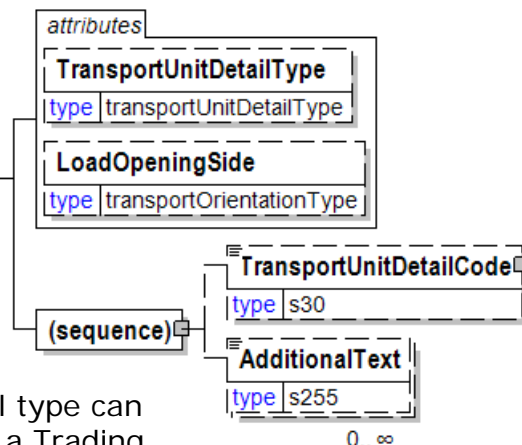 attributes
TransportUnitDetailType
type transportUnitDetailType
LoadOpeningSide
type transportOrientationType
TransportUnitDetailCode
type s30
(sequence)
AdditionalText
type s255
l type can
0 ∞
a Trading